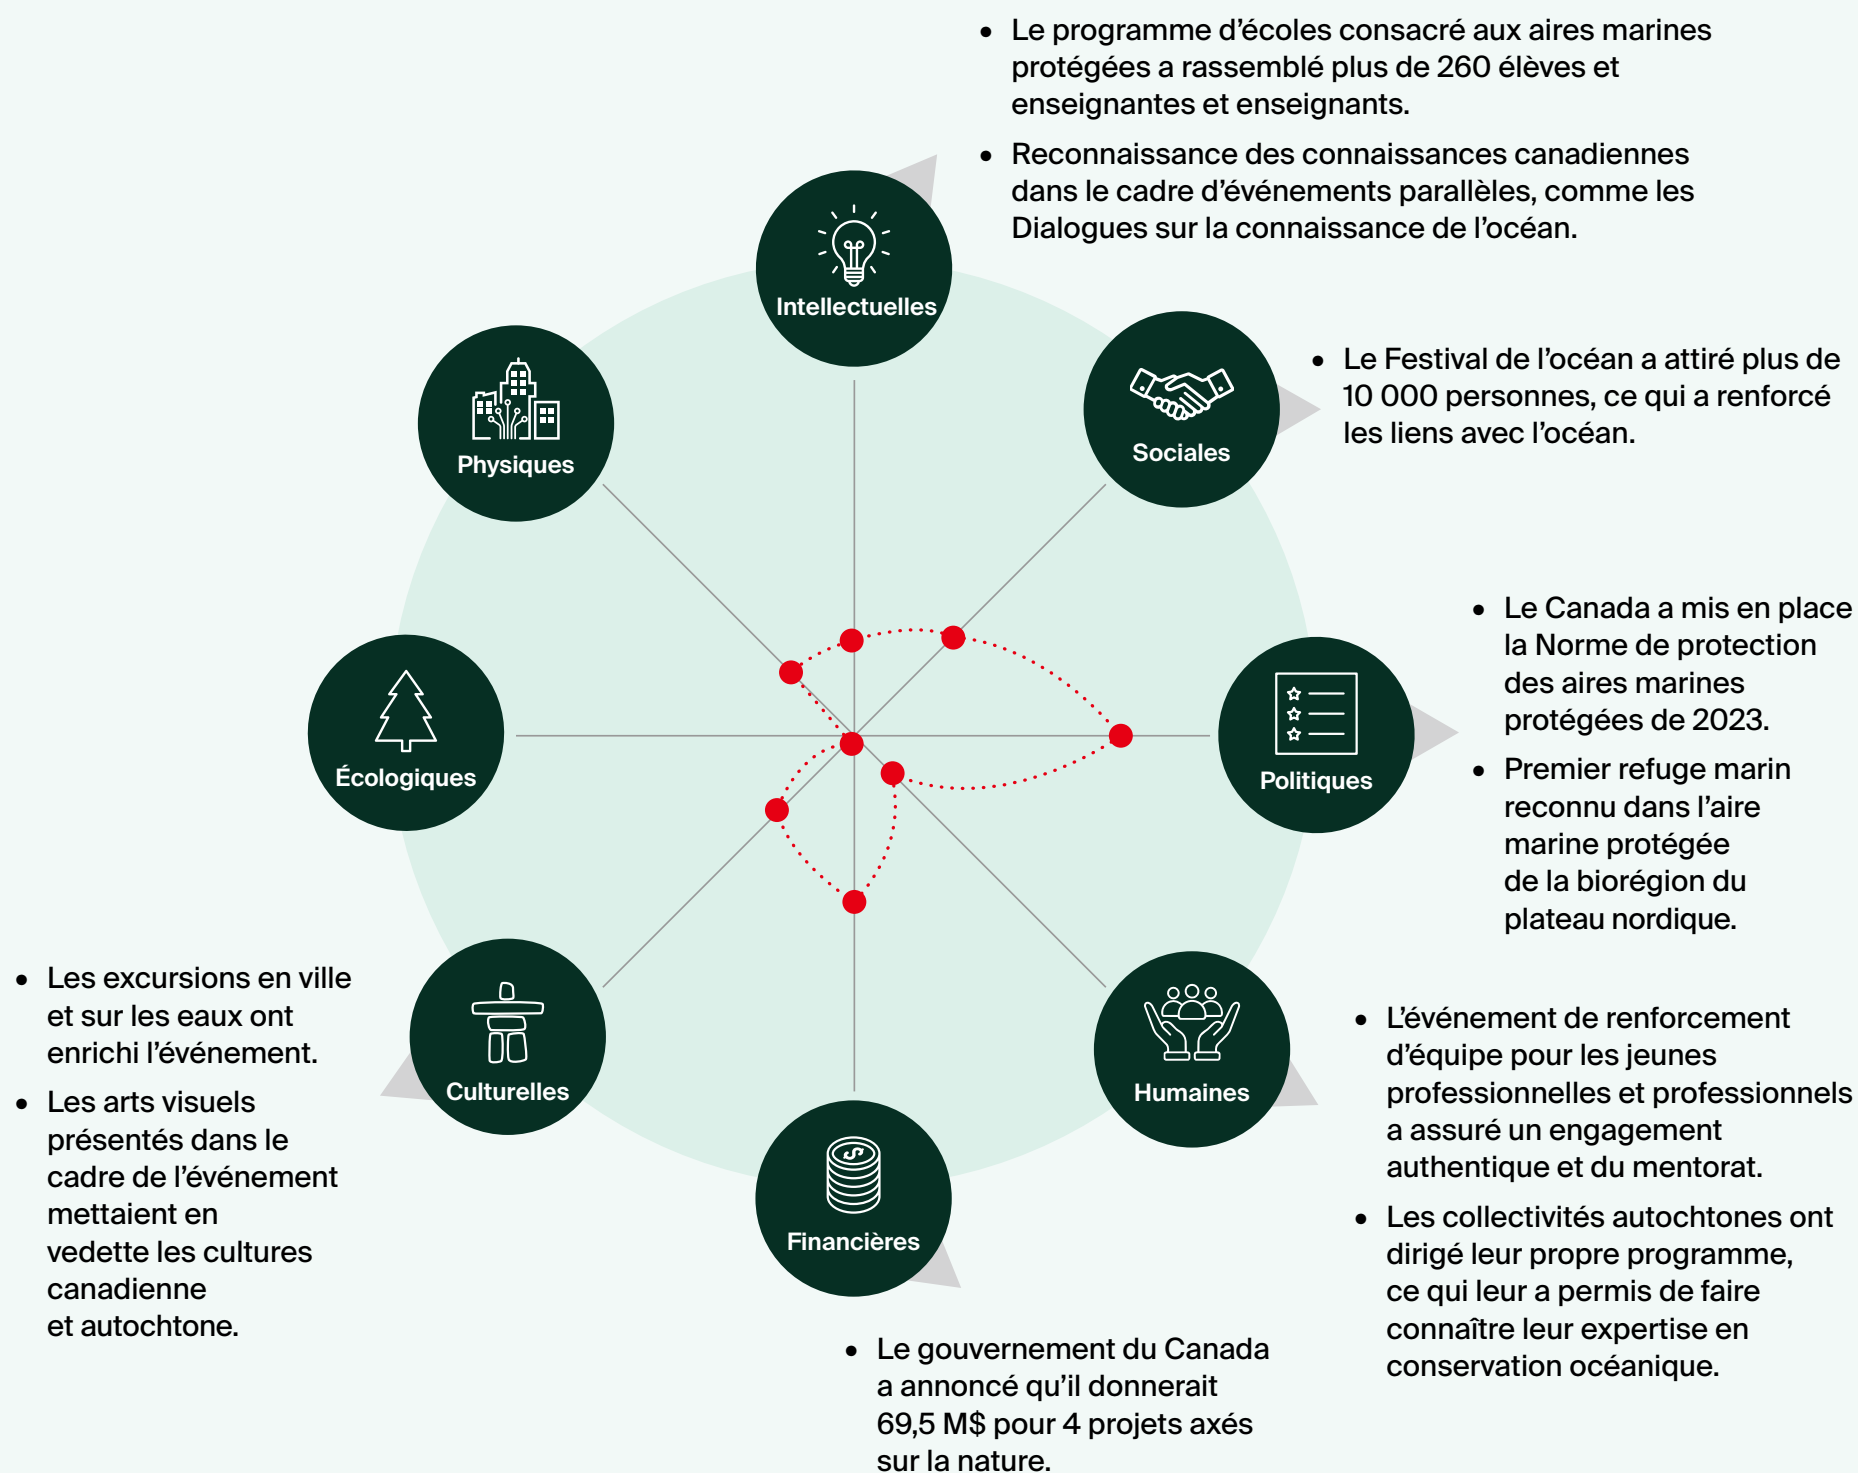 • Le programme d’écoles consacré aux aires marines
protégées a rassemblé plus de 260 élèves et
enseignantes et enseignants.
• Reconnaissance des connaissances canadiennes
dans le cadre d’événements parallèles, comme les
Dialogues sur la connaissance de l’océan.
Intellectuelles
Physiques
Sociales
• Le Festival de l’océan a attiré plus de
10 000 personnes, ce qui a renforcé
les liens avec l’océan.
Écologiques
Politiques
• Le Canada a mis en place
la Norme de protection
des aires marines
protégées de 2023.
• Premier refuge marin
reconnu dans l’aire
marine protégée
de la biorégion du
plateau nordique.
• Les excursions en ville
et sur les eaux ont
enrichi l’événement.
• Les arts visuels
présentés dans le
cadre de l’événement
mettaient en
vedette les cultures
canadienne
et autochtone.
Culturelles
Humaines
• L’événement de renforcement
d’équipe pour les jeunes
professionnelles et professionnels
a assuré un engagement
authentique et du mentorat.
• Les collectivités autochtones ont
dirigé leur propre programme,
ce qui leur a permis de faire
connaître leur expertise en
conservation océanique.
Financières
• Le gouvernement du Canada
a annoncé qu’il donnerait
69,5 M$ pour 4 projets axés
sur la nature.